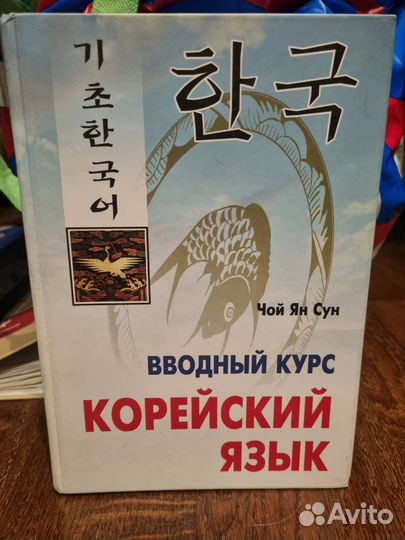 한국
기초한국어
Чой Ян Сун
ВВОДНЫЙ КУРС
КОРЕЙСКИЙ
ЯЗЫК
Avito